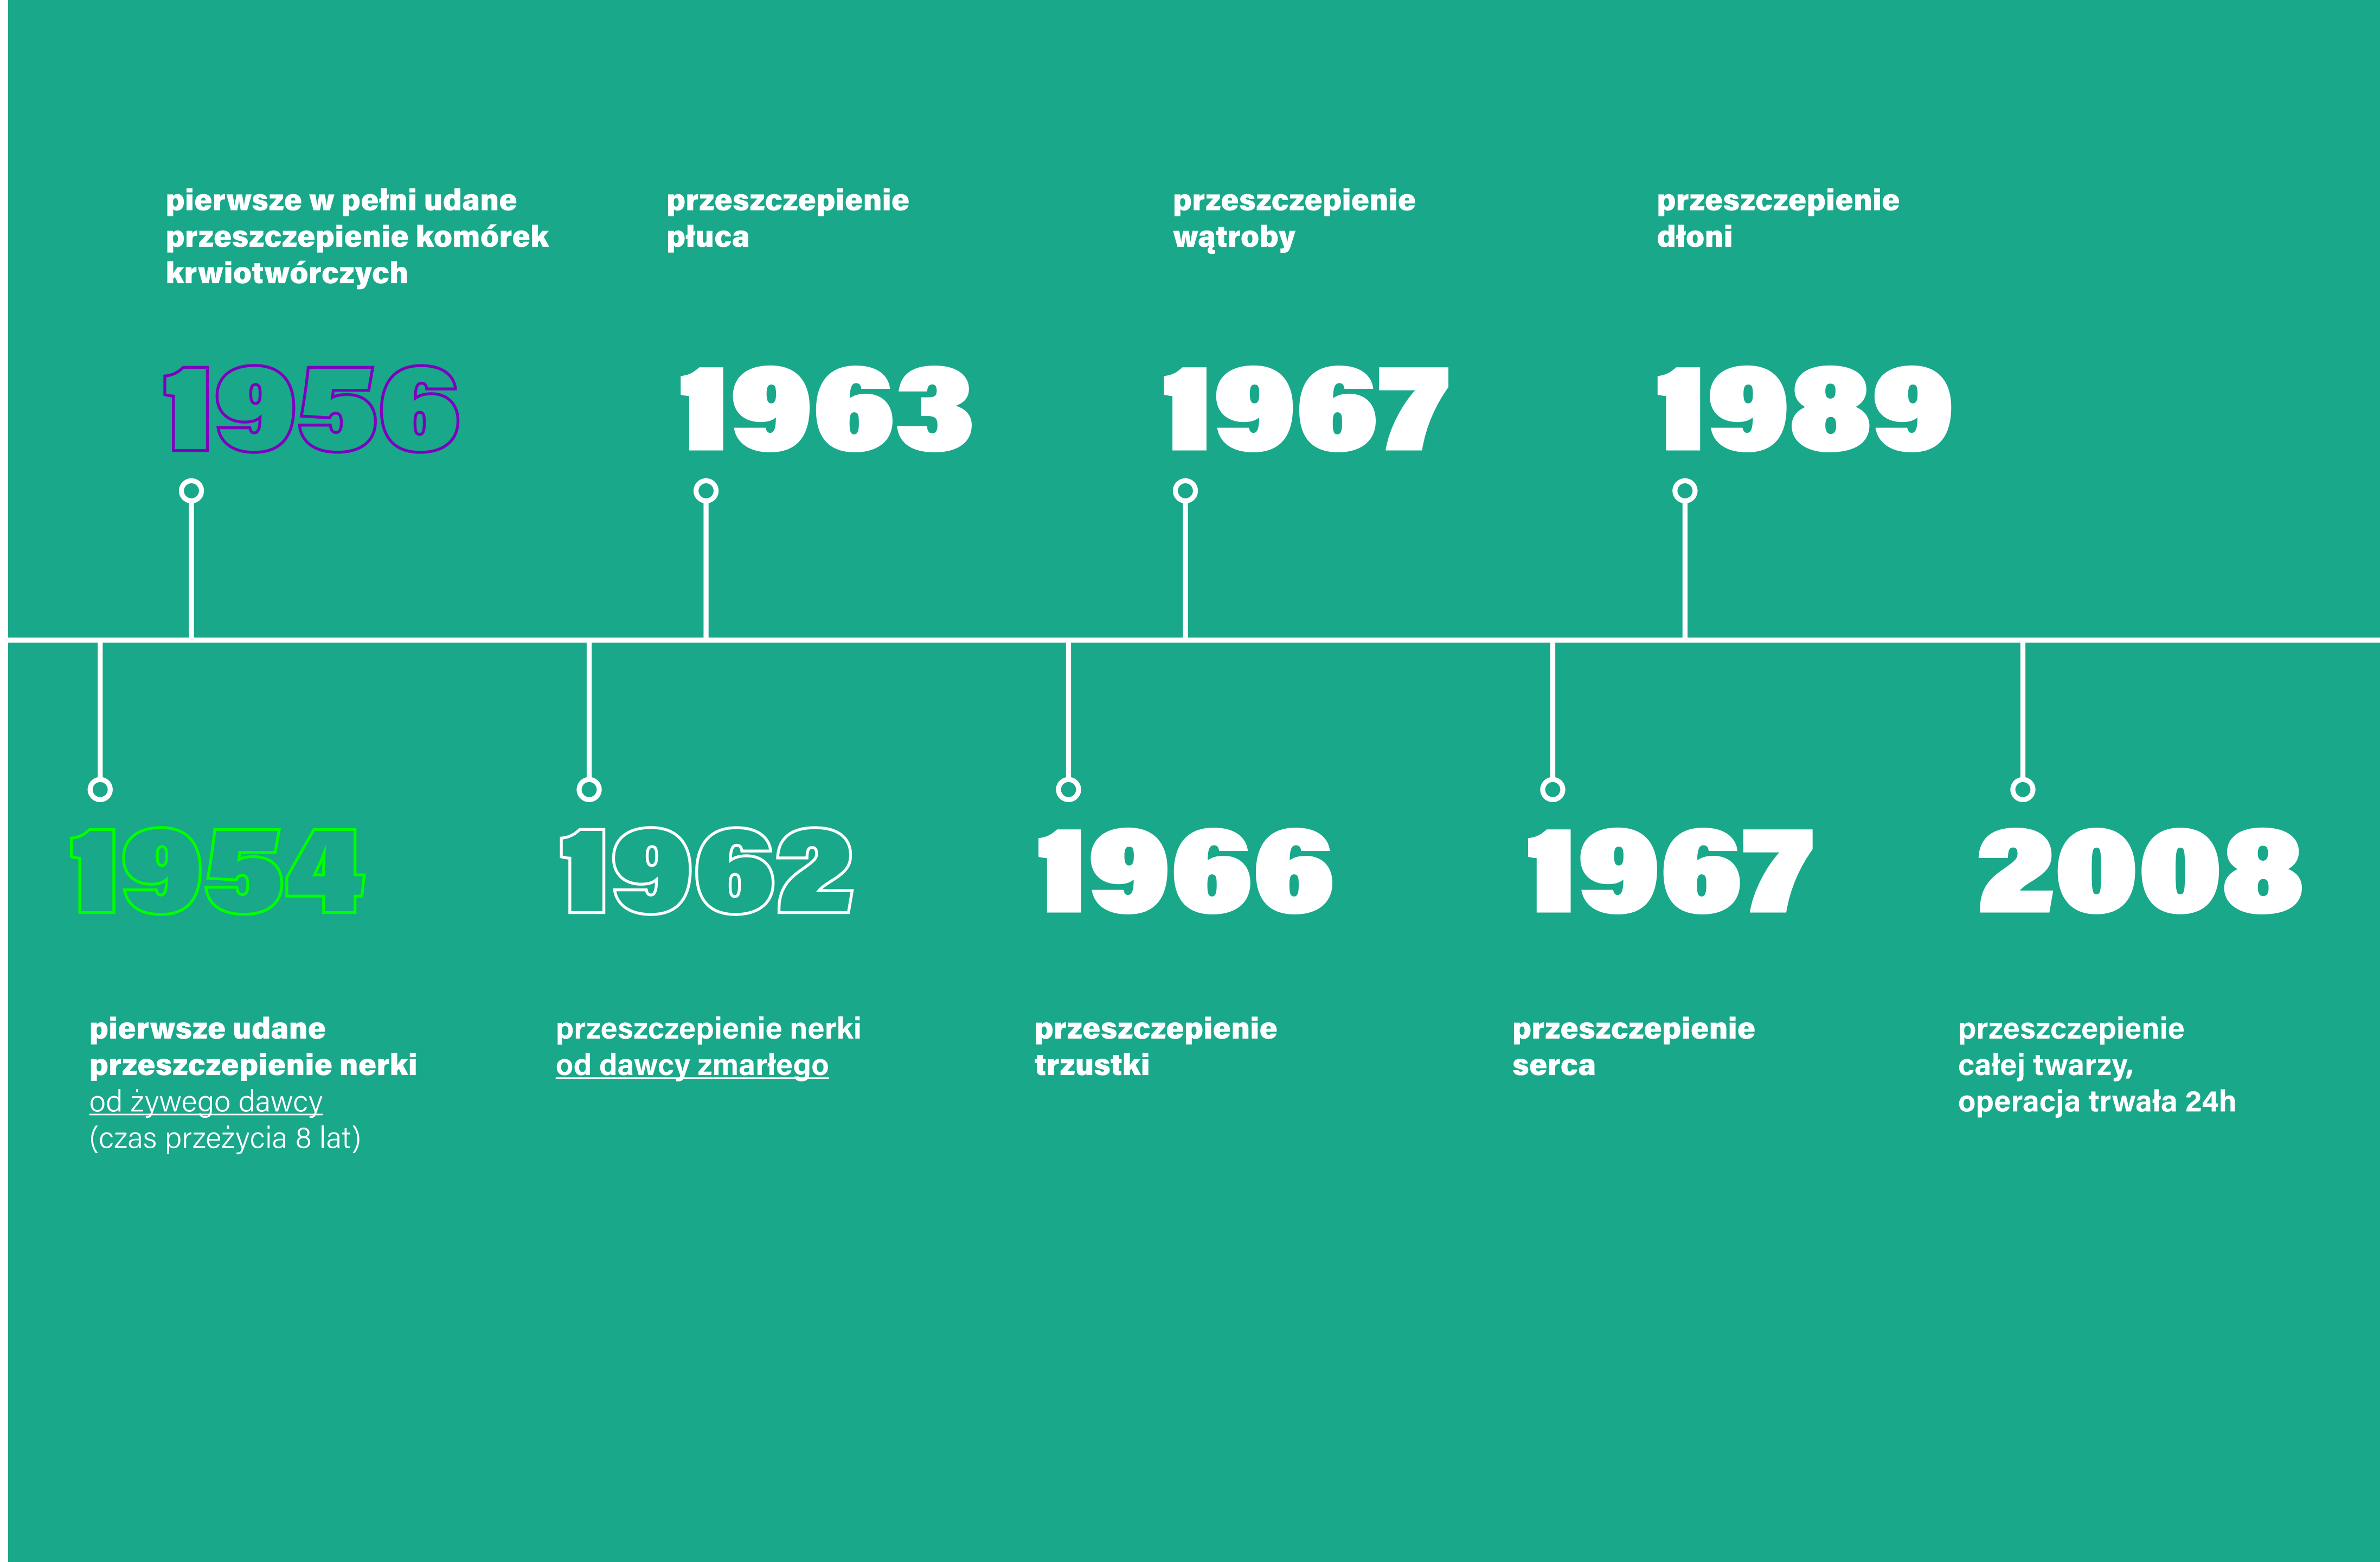 pierwsze w pełni udane
przeszczepienie komórek
krwiotwórczych
1956
przeszczepienie
płuca
1963
przeszczepienie
wątroby
1967
przeszczepienie
dłoni
1989
1954
pierwsze udane
przeszczepienie nerki
od żywego dawcy
(czas przeżycia 8 lat)
1962
przeszczepienie nerki
od dawcy zmarłego
1966
przeszczepienie
trzustki
1967
przeszczepienie
serca
2008
przeszczepienie
całej twarzy,
operacja trwała 24h